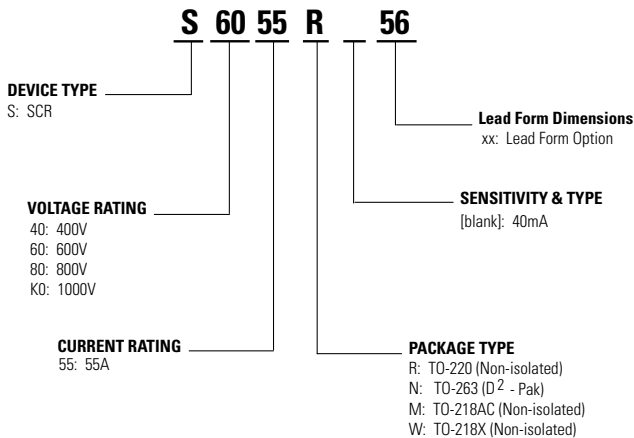 S 60 55 R _ 56
DEVICE TYPE
S: SCR
Lead Form Dimensions
xx: Lead Form Option
VOLTAGE RATING
40: 400V
60: 600V
80: 800V
K0: 1000V
SENSITIVITY & TYPE
[blank]: 40mA
CURRENT RATING
55: 55A
PACKAGE TYPE
R: TO-220 (Non-isolated)
N: TO-263 (D² - Pak)
M: TO-218AC (Non-isolated)
W: TO-218X (Non-isolated)